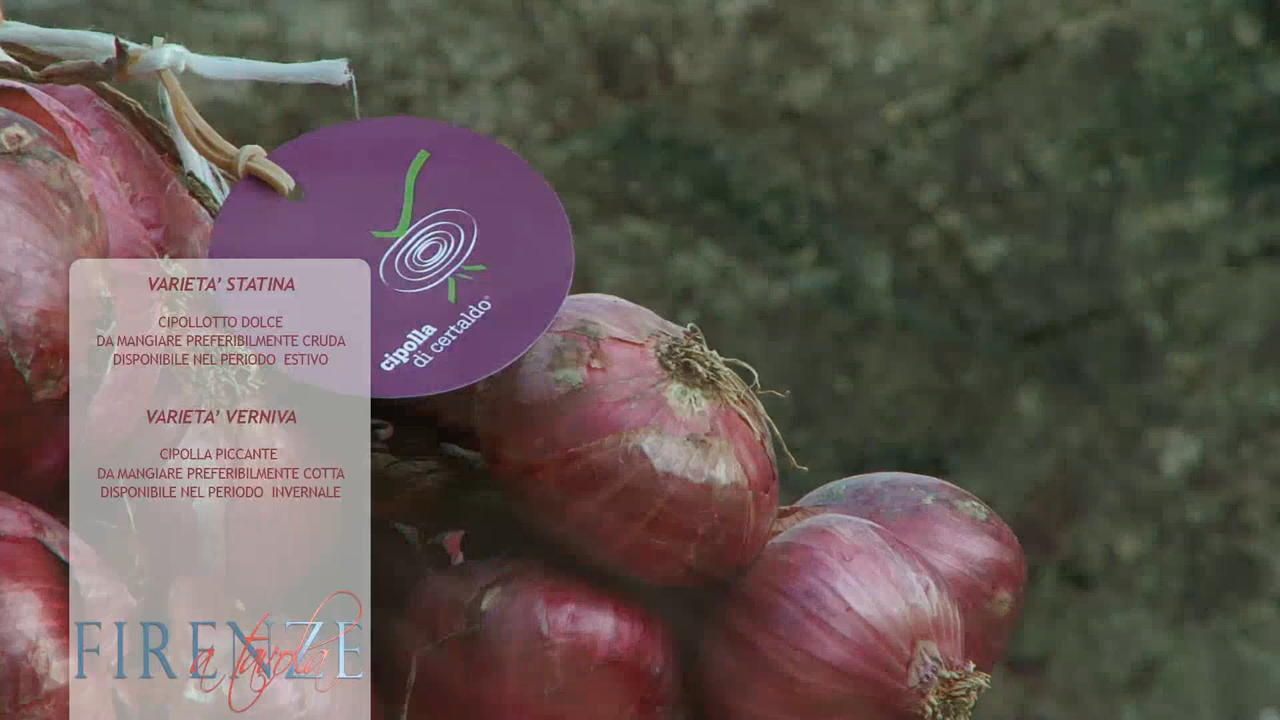 cipolla
di certaldo®
VARIETA’ STATINA
CIPOLLOTTO DOLCE
DA MANGIARE PREFERIBILMENTE CRUDA
DISPONIBILE NEL PERIODO ESTIVO
VARIETA’ VERNIVA
CIPOLLA PICCANTE
DA MANGIARE PREFERIBILMENTE COTTA
DISPONIBILE NEL PERIODO INVERNALE
FIRENZE
a tavola